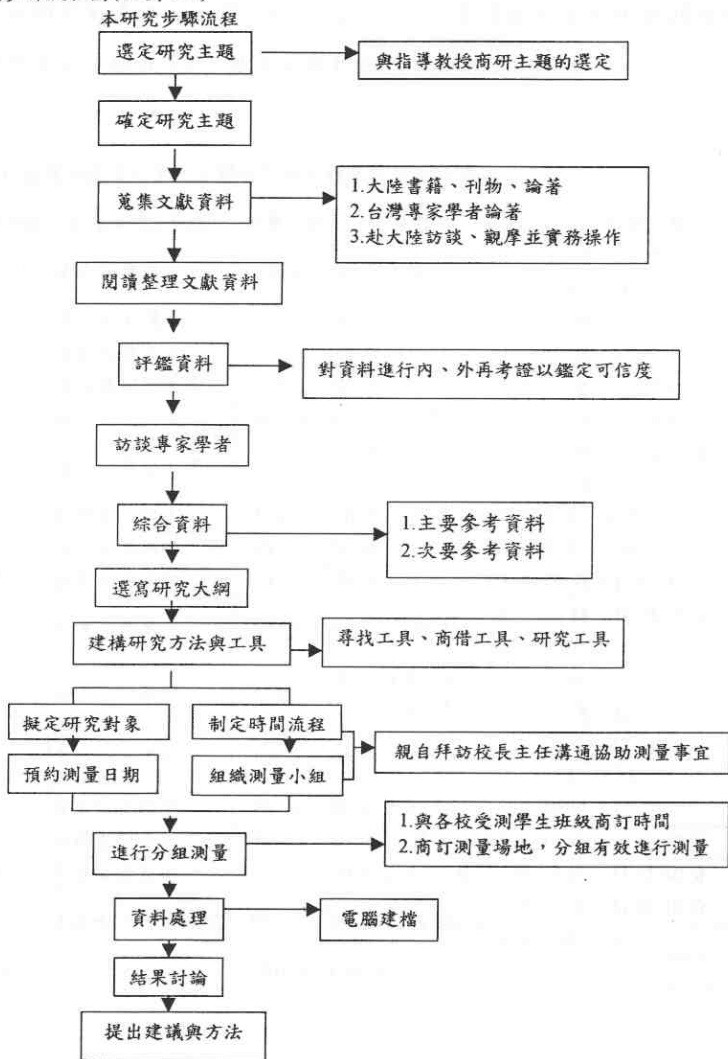 本研究步驟流程
選定研究主題
與指導教授商研主題的選定
確定研究主題
蒐集文獻資料
1.大陸書籍、刊物、論著
2.台灣專家學者論著
3.赴大陸訪談、觀摩並實務操作
閱讀整理文獻資料
評鑑資料
對資料進行內、外再考證以鑑定可信度
訪談專家學者
綜合資料
1.主要參考資料
2.次要參考資料
選寫研究大綱
建構研究方法與工具
尋找工具、商借工具、研究工具
擬定研究對象
制定時間流程
親自拜訪校長主任溝通協助測量事宜
預約測量日期
組織測量小組
進行分組測量
1.與各校受測學生班級商訂時間
2.商訂測量場地，分組有效進行測量
資料處理
電腦建檔
結果討論
提出建議與方法